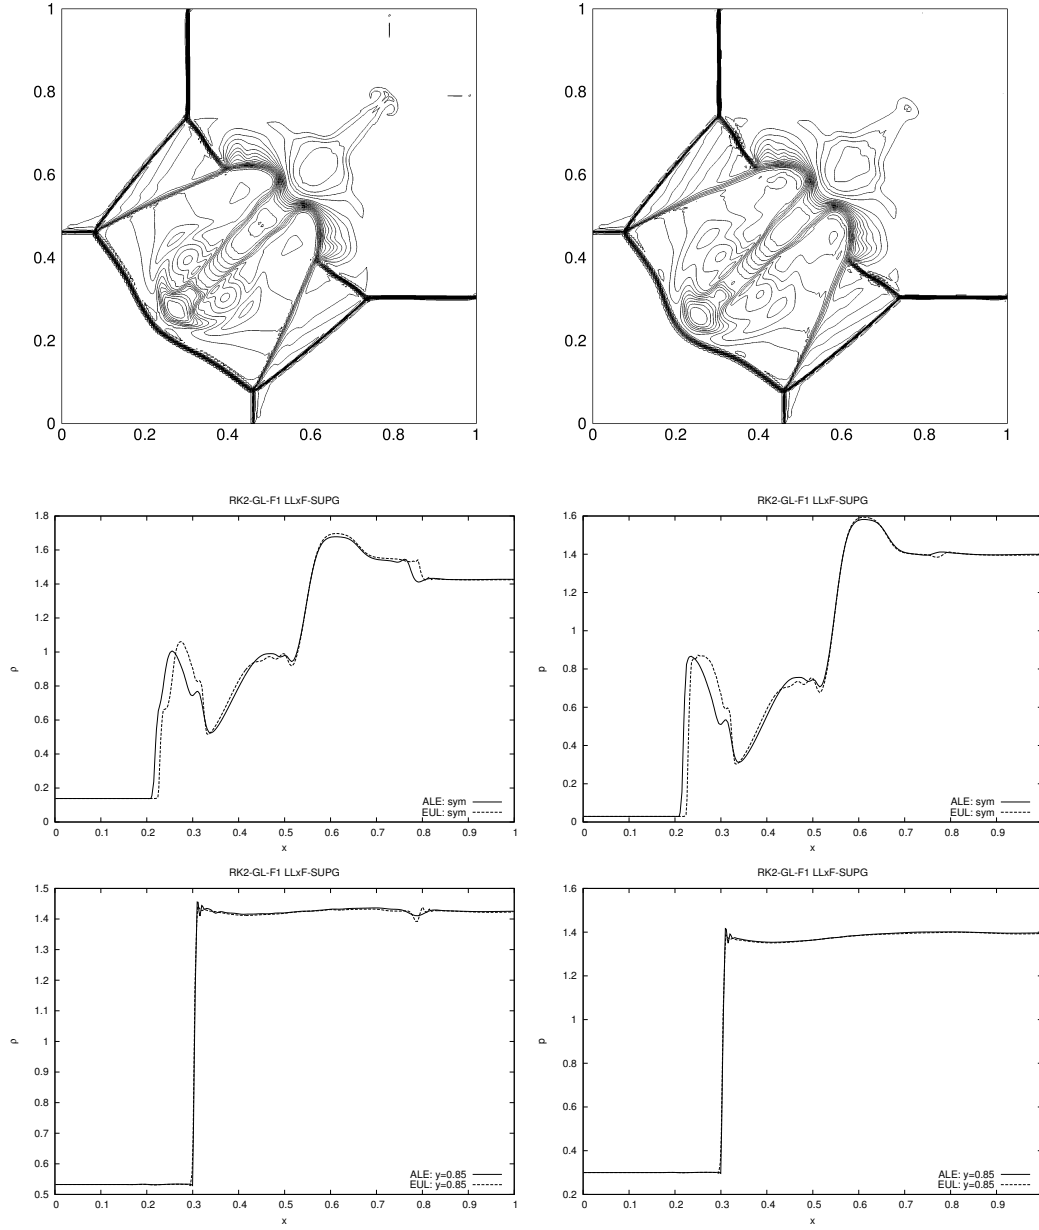 1
0.8
0.6
0.4
0.2
0
0 0.2 0.4 0.6 0.8 1
1
0.8
0.6
0.4
0.2
0
0 0.2 0.4 0.6 0.8 1
RK2-GL-F1 LLxF-SUPG
1.8
1.6
1.4
1.2
1
0.8
0.6
0.4
0.2
0
0 0.1 0.2 0.3 0.4 0.5 0.6 0.7 0.8 0.9 1
ρ
x
ALE: sym
EUL: sym
RK2-GL-F1 LLxF-SUPG
1.6
1.4
1.2
1
0.8
0.6
0.4
0.2
0
0 0.1 0.2 0.3 0.4 0.5 0.6 0.7 0.8 0.9
p
x
ALE: sym
EUL: sym
RK2-GL-F1 LLxF-SUPG
1.5
1.4
1.3
1.2
1.1
1
0.9
0.8
0.7
0.6
0.5
0 0.1 0.2 0.3 0.4 0.5 0.6 0.7 0.8 0.9 1
ρ
x
ALE: y=0.85
EUL: y=0.85
RK2-GL-F1 LLxF-SUPG
1.6
1.4
1.2
1
0.8
0.6
0.4
0.2
0 0.1 0.2 0.3 0.4 0.5 0.6 0.7 0.8 0.9
p
x
ALE: y=0.85
EUL: y=0.85